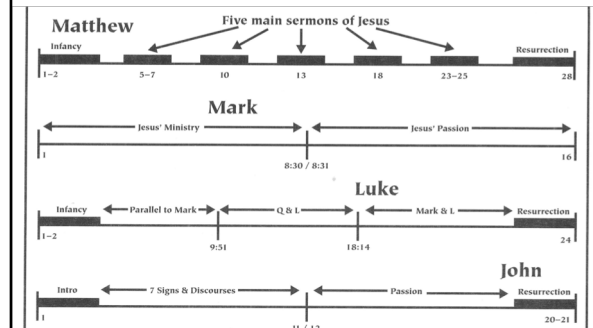 Matthew
Five main sermons of Jesus
Infancy
Resurrection
1–2
5–7
10
13
18
23–25
28
Mark
Jesus' Ministry
Jesus' Passion
1
8:30 / 8:31
16
Luke
Infancy
Parallel to Mark
Q & L
Mark & L
Resurrection
1–2
9:51
18:14
24
John
Intro
7 Signs & Discourses
Passion
Resurrection
1
20–21